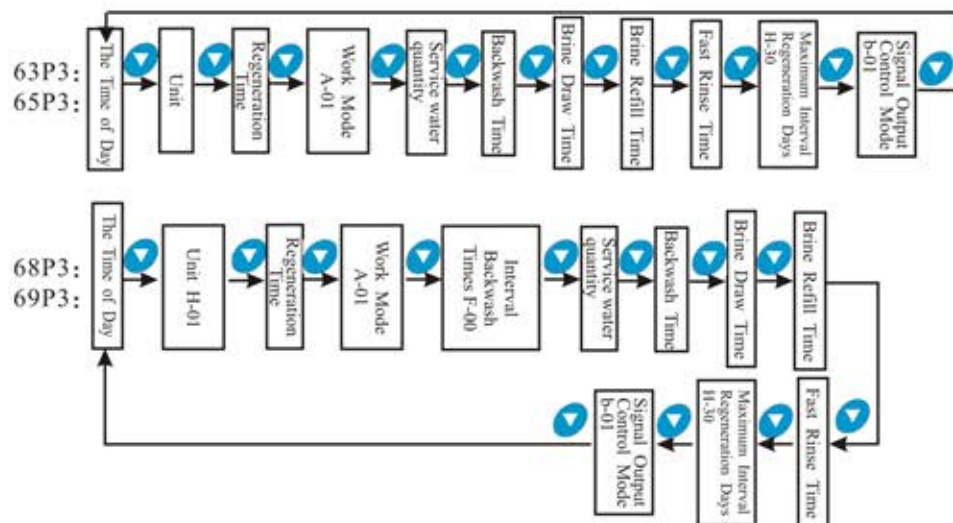 63P3:
65P3:
The Time of Day
Unit
Regeneration
Time
Work Mode
A-01
Service water
quantity
Backwash Time
Brine Draw Time
Brine Refill Time
Fast Rinse Time
Maximum Interval
Regeneration Days
H-30
Signal Output
Control Mode
b-01
68P3:
69P3:
The Time of Day
Unit H-01
Regeneration
Time
Work Mode
A-01
Interval
Backwash
Times F-00
Service water
quantity
Backwash Time
Brine Draw Time
Brine Refill Time
Fast Rinse Time
Maximum Interval
Regeneration Days
H-30
Signal Output
Control Mode
b-01